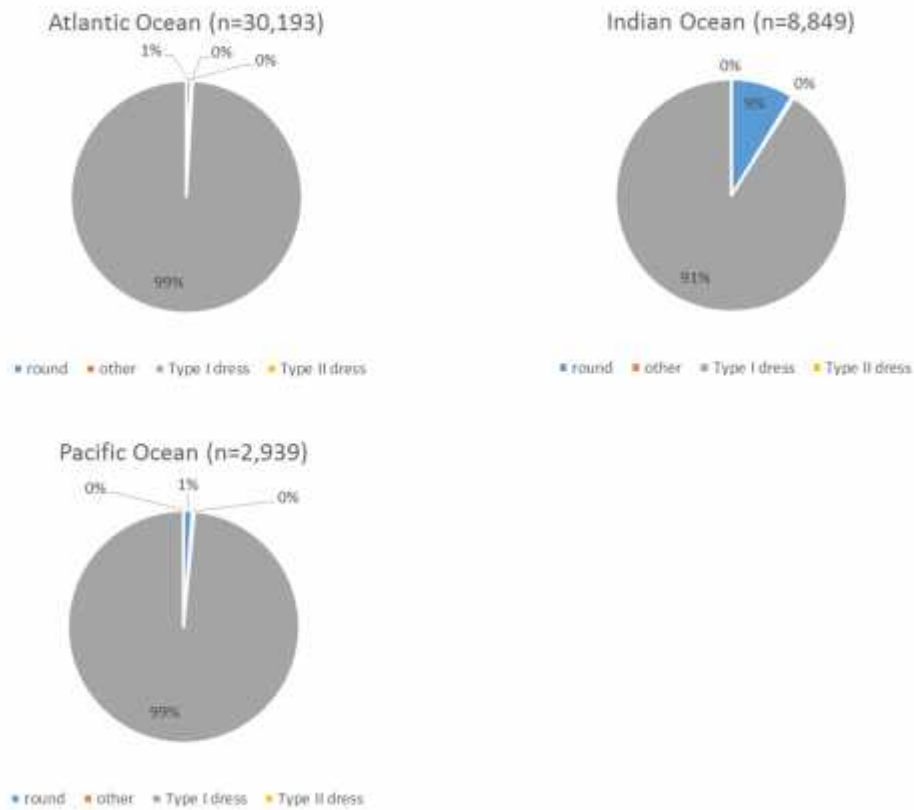 Atlantic Ocean (n=30,193)
1%
0%
0%
99%
round other Type I dress Type II dress
Indian Ocean (n=8,849)
0%
0%
9%
91%
round other Type I dress Type II dress
Pacific Ocean (n=2,939)
0%
1%
0%
99%
round other Type I dress Type II dress